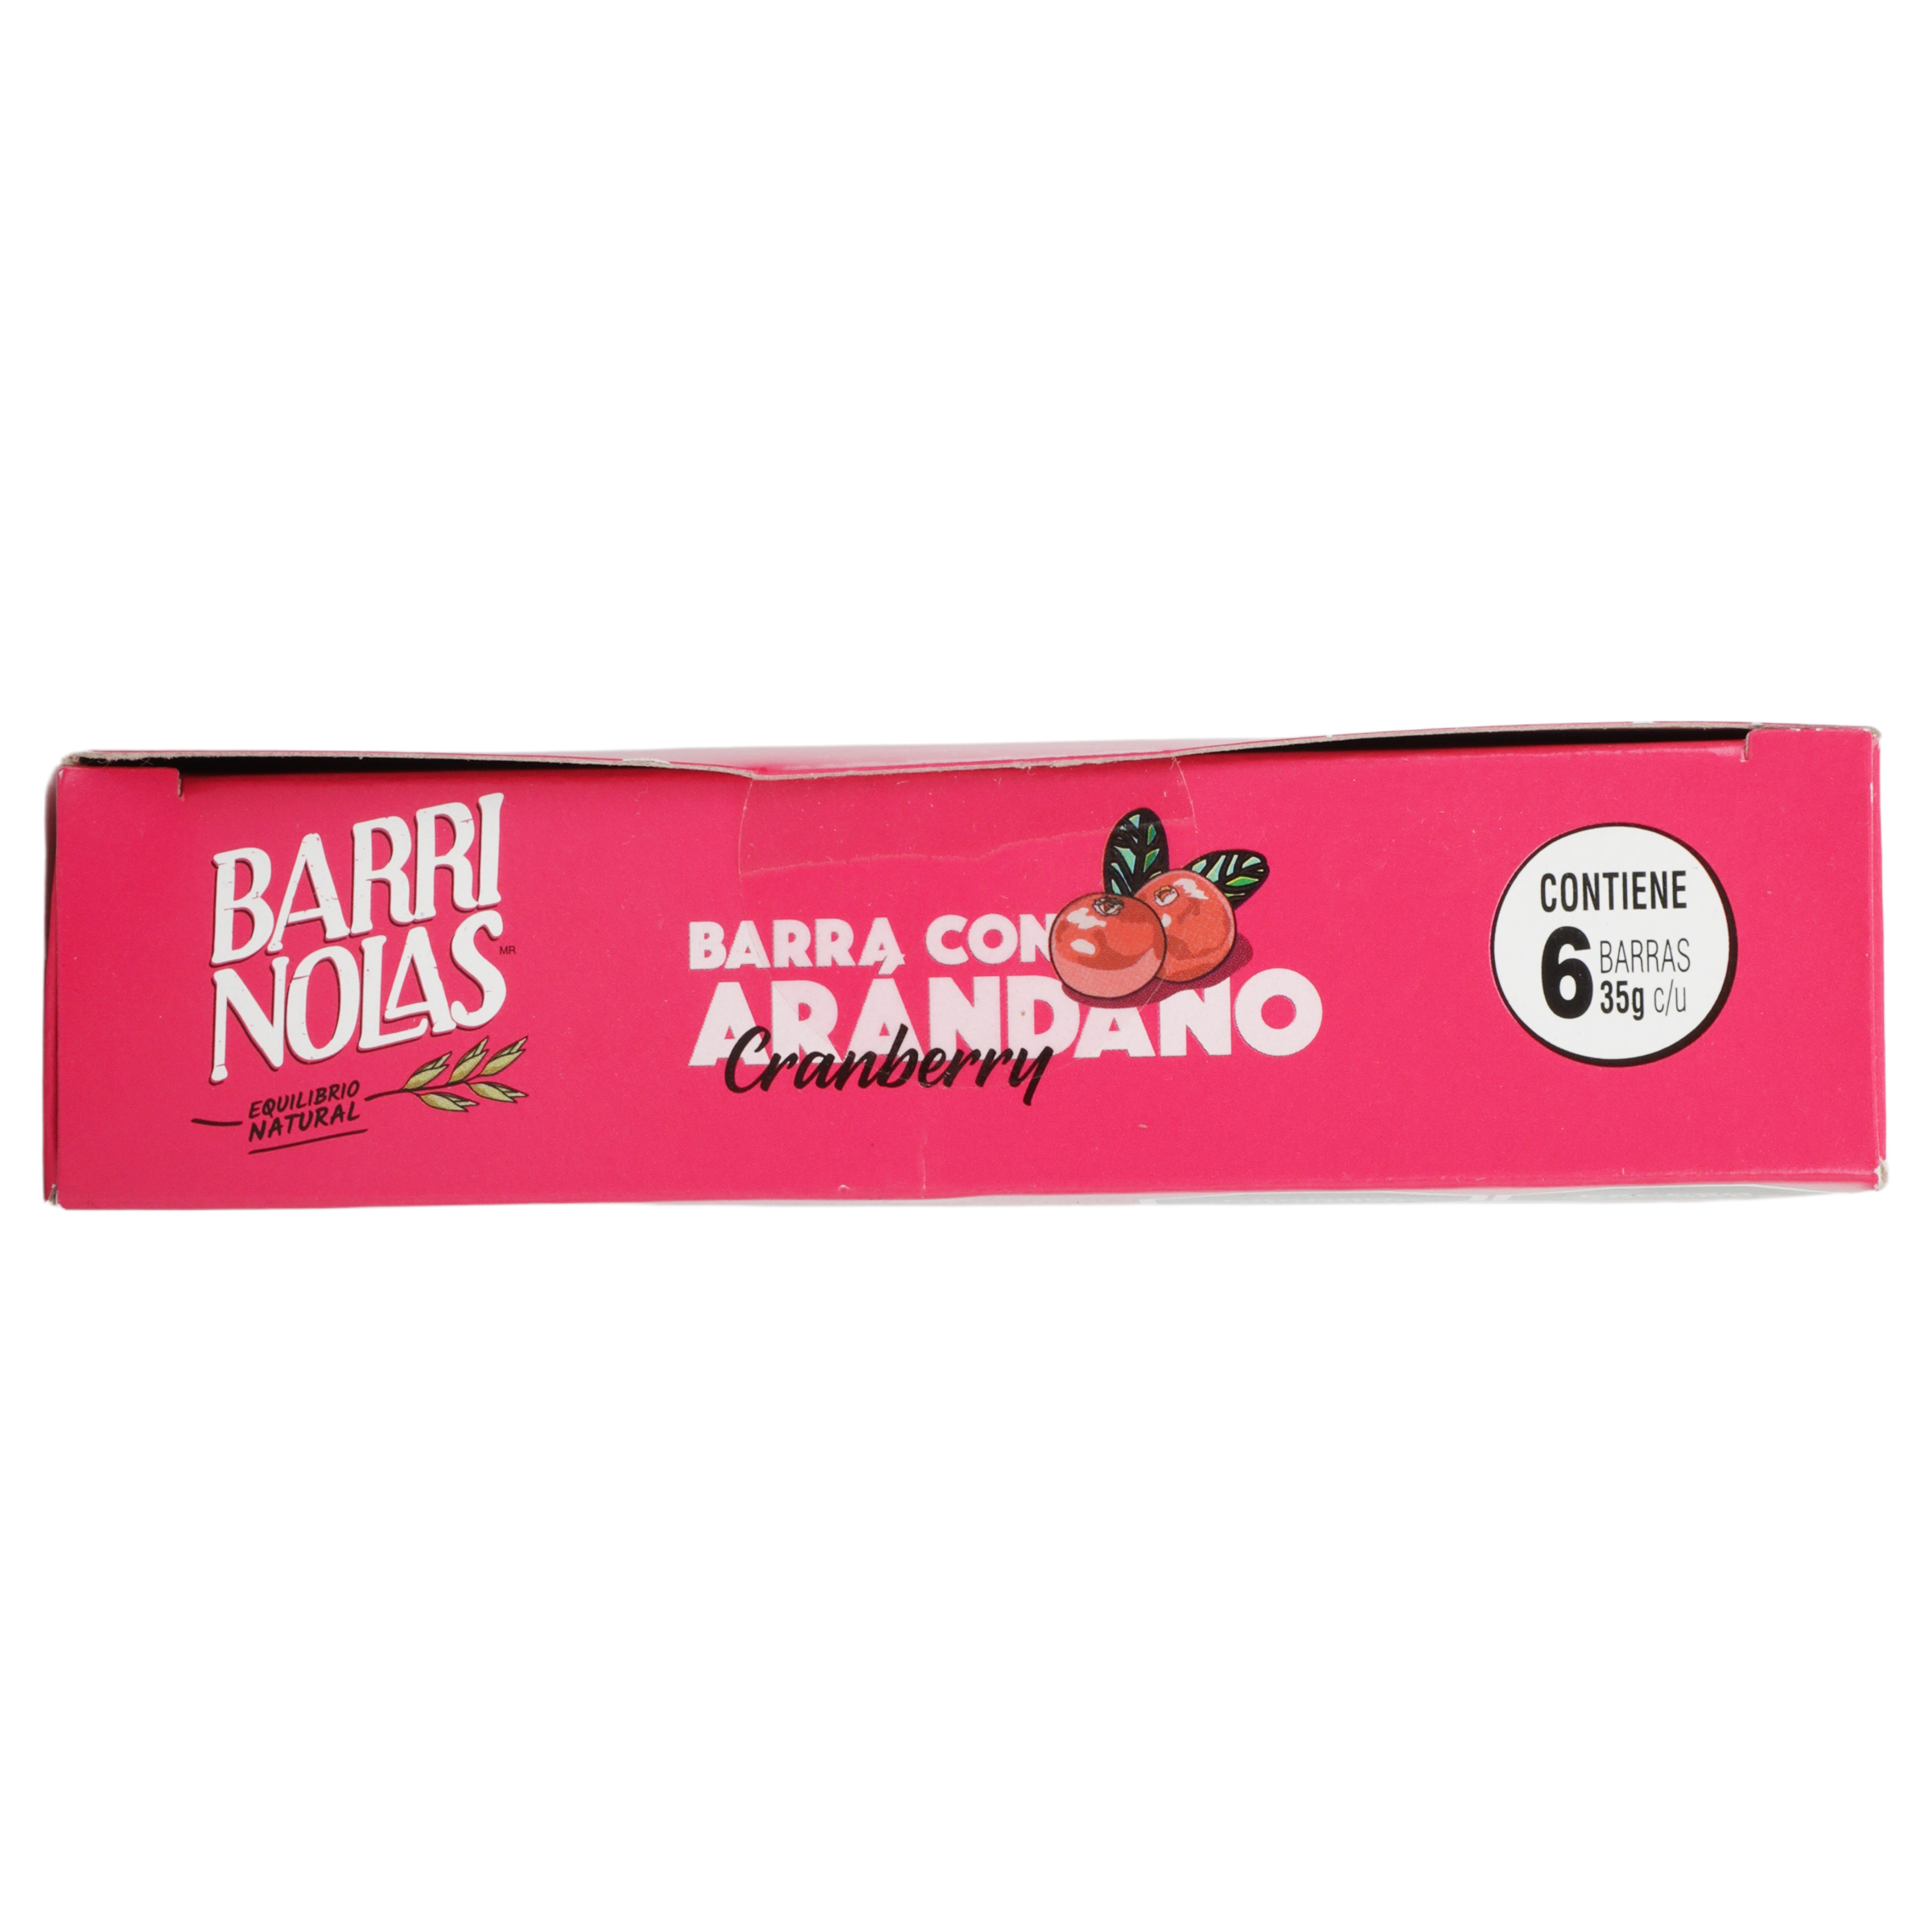 BARRI
NOLAS
MR
EQUILIBRIO
NATURAL
BARRA CON
ARÁNDANO
Cranberry
CONTIENE
6 BARRAS
35g c/u